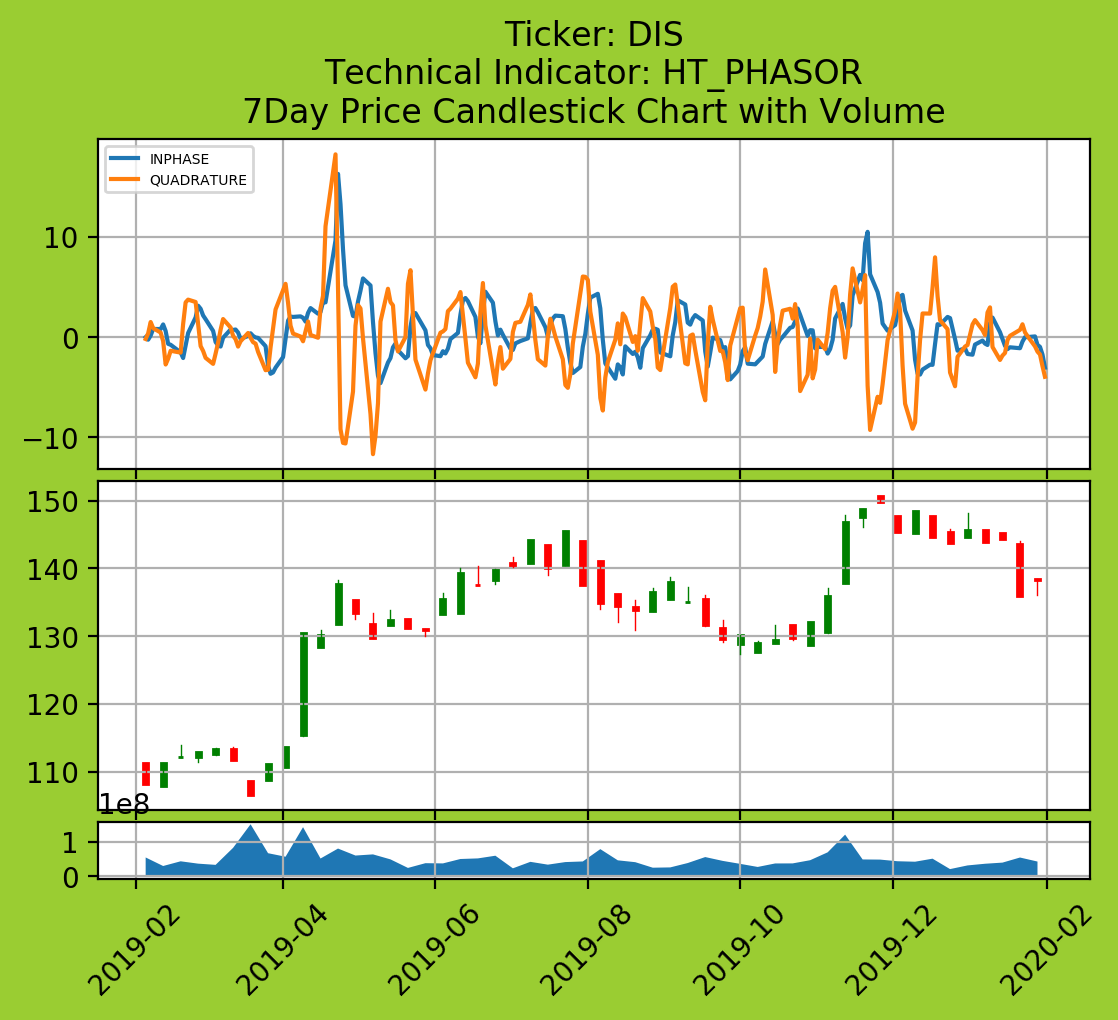 Ticker: DIS
Technical Indicator: HT_PHASOR
7Day Price Candlestick Chart with Volume
INPHASE
QUADRATURE
10
0
−10
150
140
130
120
110
1e8
1
0
2019-02
2019-04
2019-06
2019-08
2019-10
2019-12
2020-02